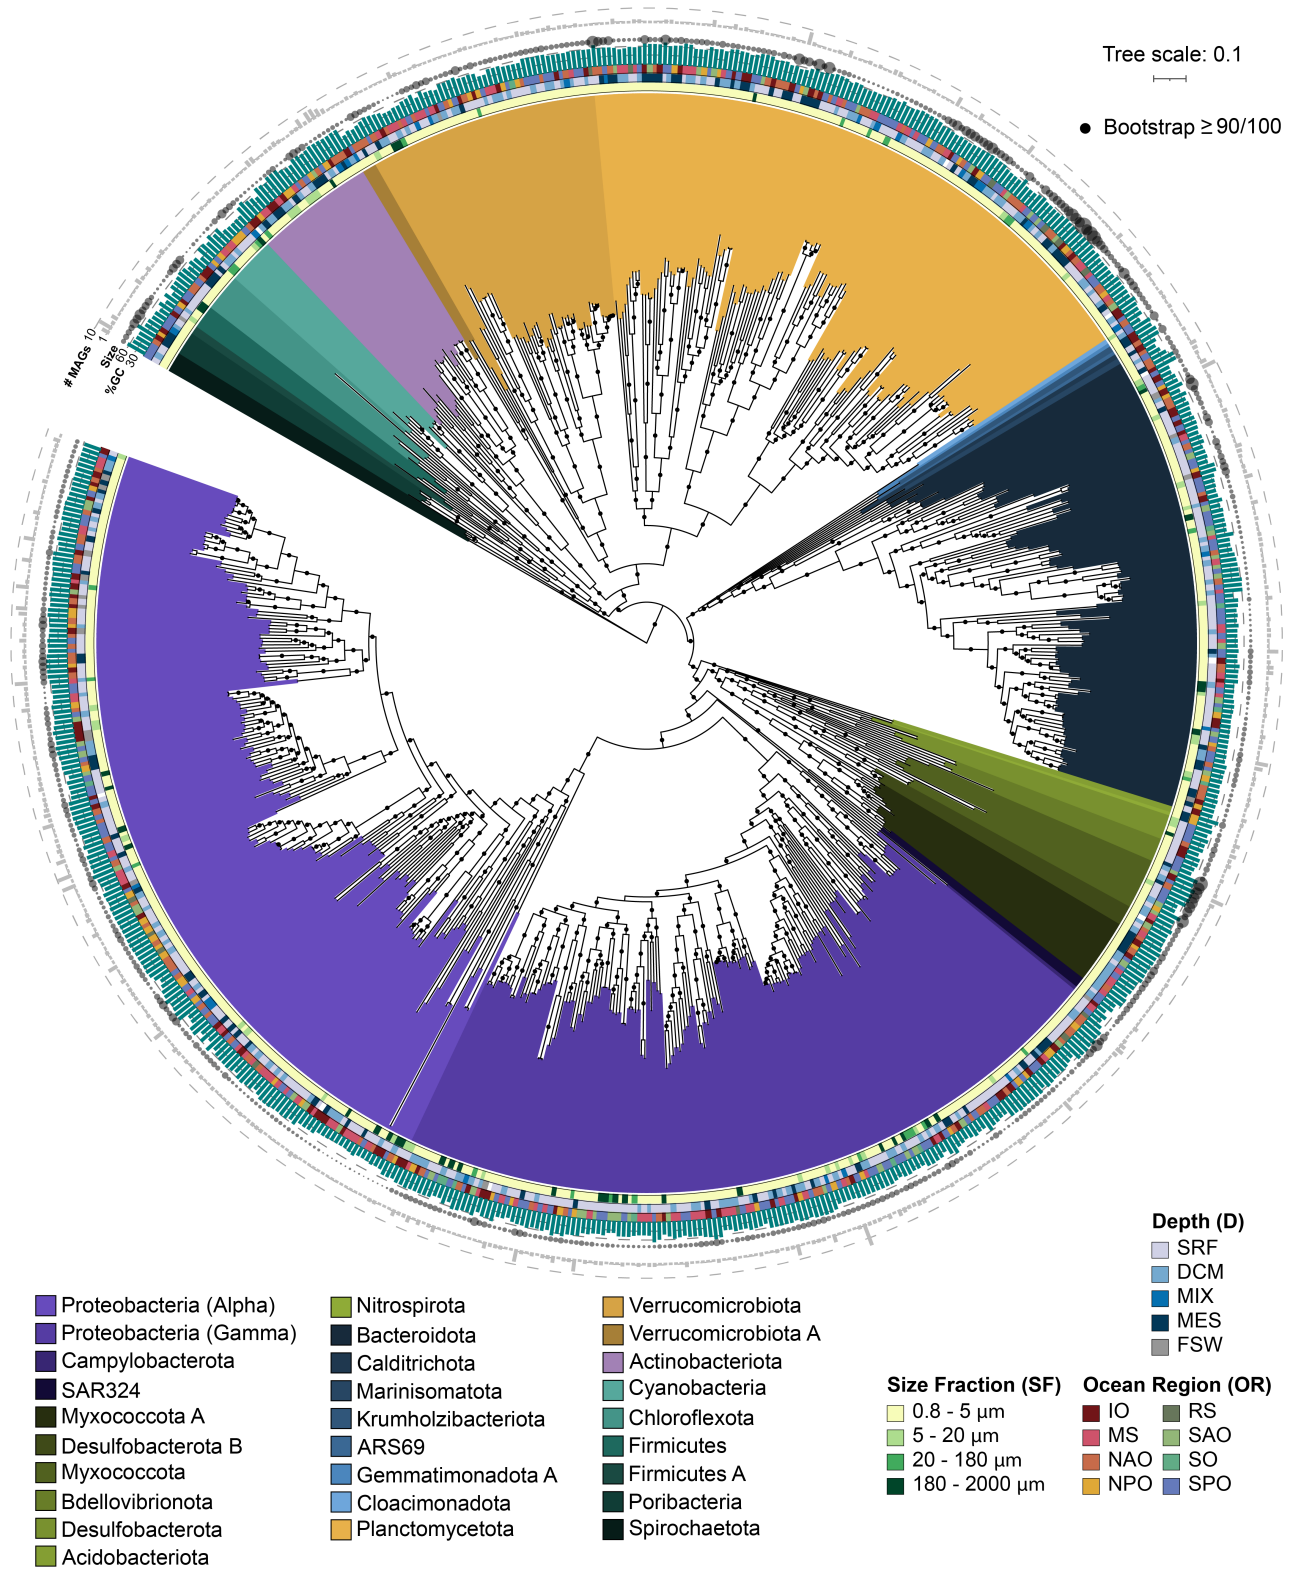 Tree scale: 0.1
Bootstrap ≥ 90/100
# MAGs 10
1
Size
60
%GC 30
Depth (D)
SRF
DCM
MIX
MES
FSW
Proteobacteria (Alpha)
Proteobacteria (Gamma)
Campylobacterota
SAR324
Myxococcota A
Desulfobacterota B
Myxococcota
Bdellovibrionota
Desulfobacterota
Acidobacteriota
Nitrospirota
Bacteroidota
Calditrichota
Marinisomatota
Krumholzibacteriota
ARS69
Gemmatimonadota A
Cloacimonadota
Planctomycetota
Verrucomicrobiota
Verrucomicrobiota A
Actinobacteriota
Cyanobacteria
Chloroflexota
Firmicutes
Firmicutes A
Poribacteria
Spirochaetota
Size Fraction (SF)
0.8 - 5 µm
5 - 20 µm
20 - 180 µm
180 - 2000 µm
Ocean Region (OR)
IO
MS
NAO
NPO
RS
SAO
SO
SPO